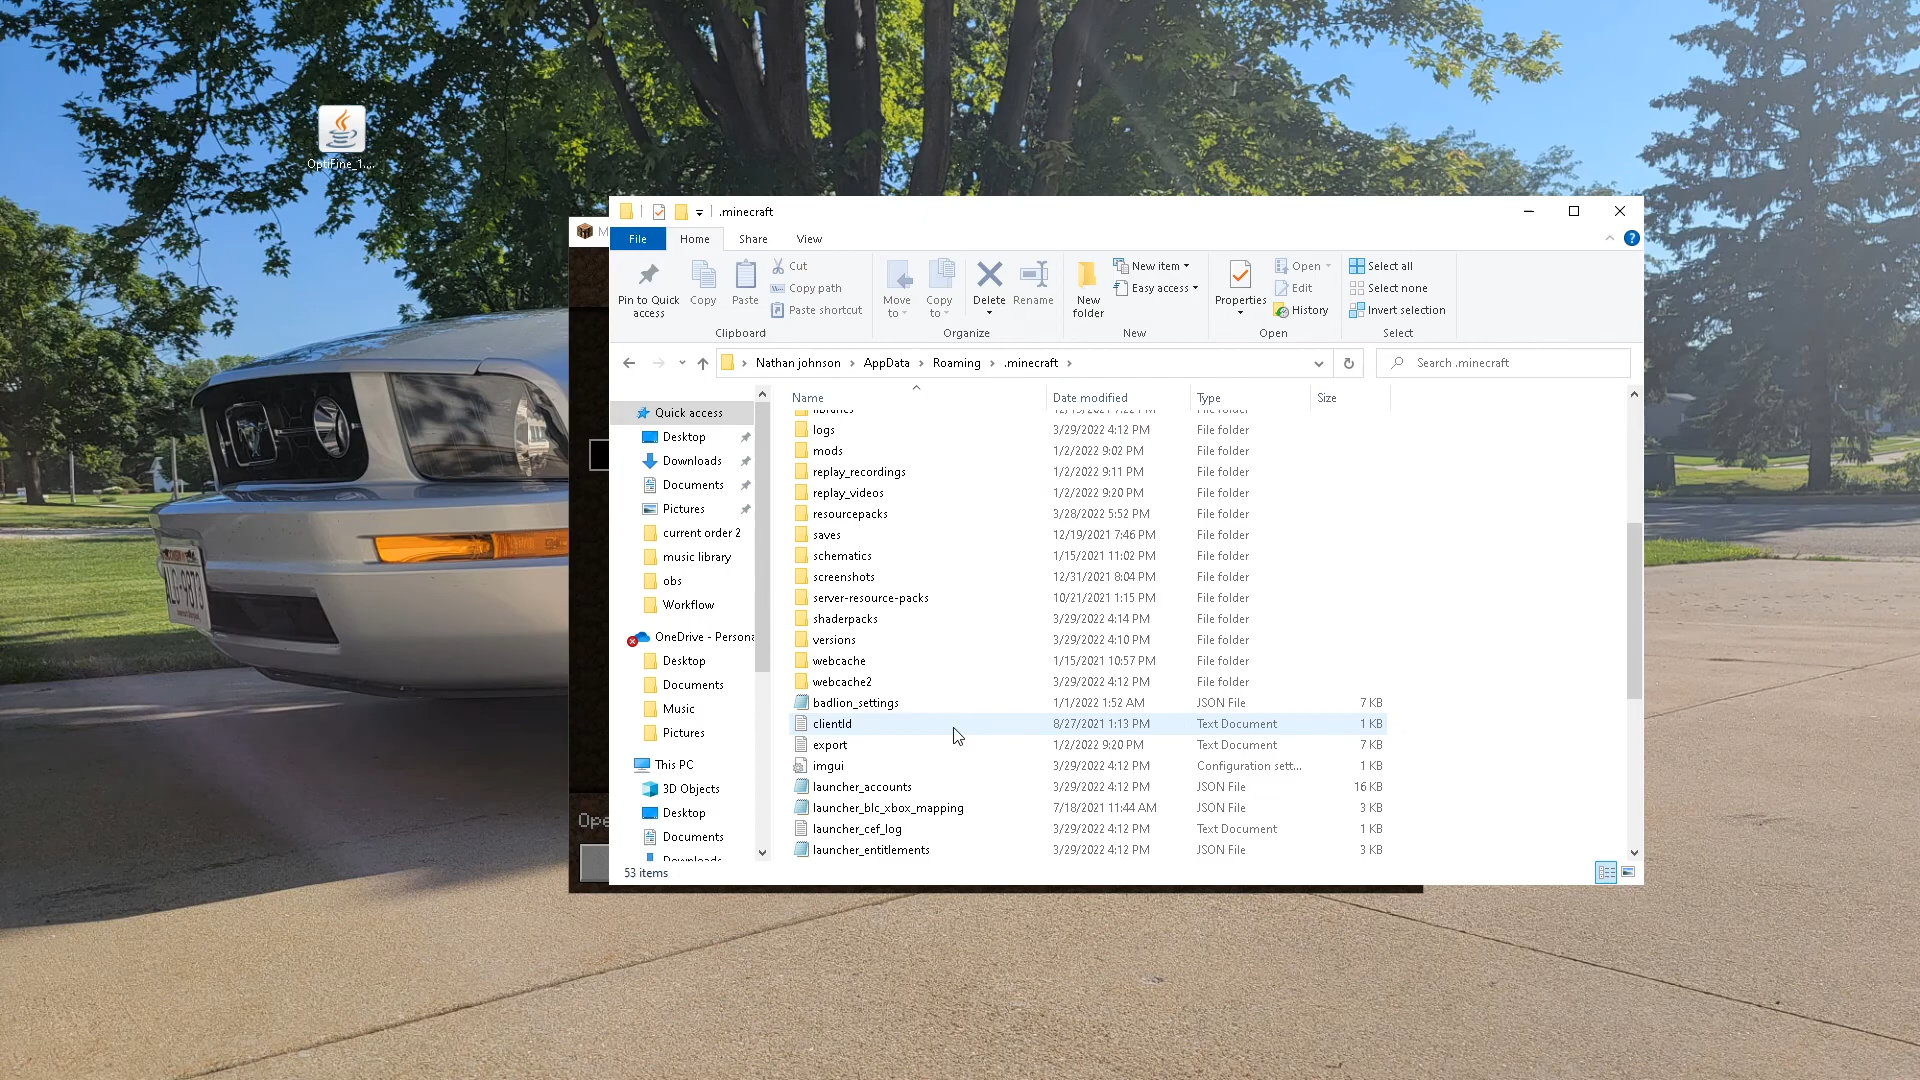 OptiFine_1....
.minecraft
M
File
Home
Share
View
Pin to Quick access
Copy
Paste
Cut
Copy path
Paste shortcut
Clipboard
Move to
Copy to
Delete
Rename
Organize
New folder
New item
Easy access
New
Properties
Open
Edit
History
Open
Select all
Select none
Invert selection
Select
Nathan johnson > AppData > Roaming > .minecraft >
Search .minecraft
Quick access
Desktop
Downloads
Documents
Pictures
current order 2
music library
obs
Workflow
OneDrive - Persona
Desktop
Documents
Music
Pictures
This PC
3D Objects
Desktop
Documents
Downloads
Name Date modified Type Size
libraries 12/19/2021 7:22 PM File folder
logs 3/29/2022 4:12 PM File folder
mods 1/2/2022 9:02 PM File folder
replay_recordings 1/2/2022 9:11 PM File folder
replay_videos 1/2/2022 9:20 PM File folder
resourcepacks 3/28/2022 5:52 PM File folder
saves 12/19/2021 7:46 PM File folder
schematics 1/15/2021 11:02 PM File folder
screenshots 12/31/2021 8:04 PM File folder
server-resource-packs 10/21/2021 1:15 PM File folder
shaderpacks 3/29/2022 4:14 PM File folder
versions 3/29/2022 4:10 PM File folder
webcache 1/15/2021 10:57 PM File folder
webcache2 3/29/2022 4:12 PM File folder
badlion_settings 1/1/2022 1:52 AM JSON File 7 KB
clientId 8/27/2021 1:13 PM Text Document 1 KB
export 1/2/2022 9:20 PM Text Document 7 KB
imgui 3/29/2022 4:12 PM Configuration sett... 1 KB
launcher_accounts 3/29/2022 4:12 PM JSON File 16 KB
launcher_blc_xbox_mapping 7/18/2021 11:44 AM JSON File 3 KB
launcher_cef_log 3/29/2022 4:12 PM Text Document 1 KB
launcher_entitlements 3/29/2022 4:12 PM JSON File 3 KB
Ope
53 items